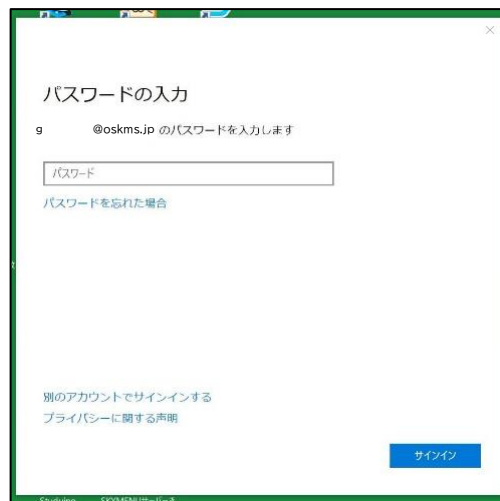 パスワードの入力
g @oskms.jp のパスワードを入力します
パスワード
パスワードを忘れた場合
別のアカウントでサインインする
プライバシーに関する声明
サインイン